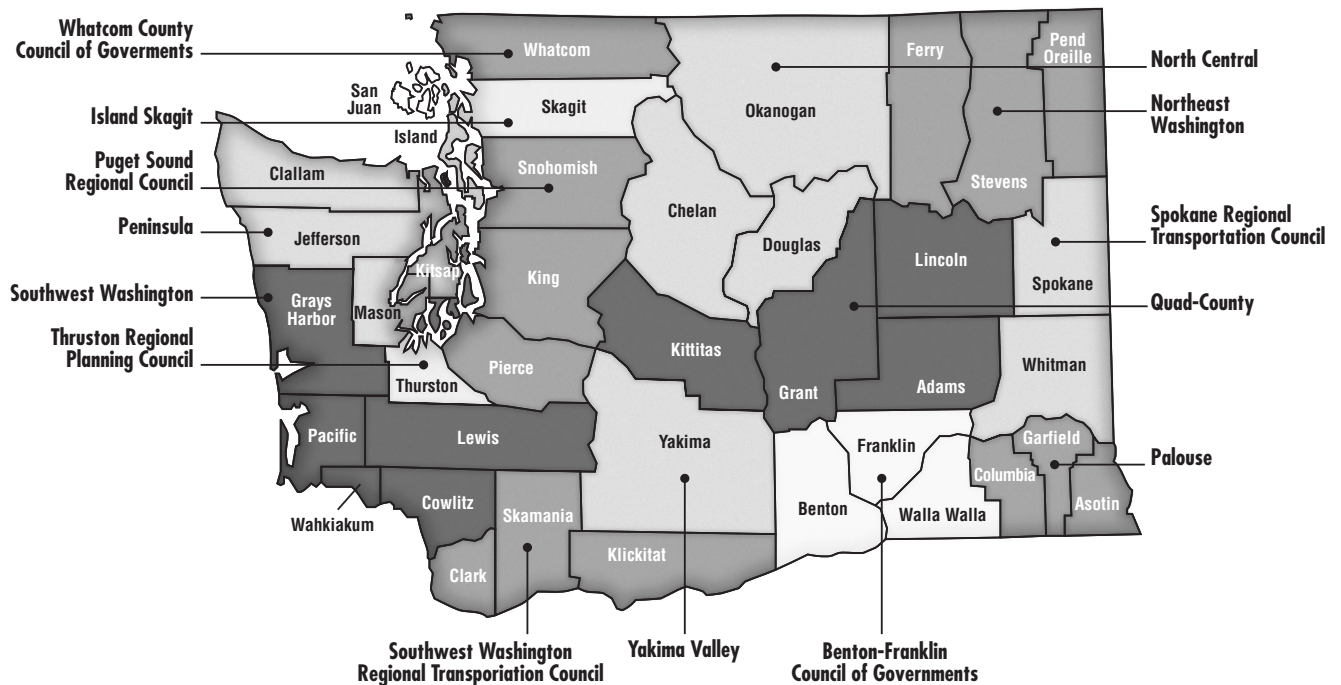 Whatcom County
Council of Goverments
Island Skagit
Puget Sound
Regional Council
Peninsula
Southwest Washington
Thruston Regional
Planning Council
San
Juan
Island
Whatcom
Skagit
Snohomish
Clallam
Jefferson
Kitsap
King
Grays
Harbor
Mason
Thurston
Pierce
Pacific
Lewis
Wahkiakum
Cowlitz
Clark
Skamania
Klickitat
Yakima
Kittitas
Chelan
Okanogan
Douglas
Grant
Ferry
Stevens
Pend
Oreille
Lincoln
Spokane
Adams
Whitman
Franklin
Benton
Walla Walla
Columbia
Garfield
Asotin
North Central
Northeast
Washington
Spokane Regional
Transportation Council
Quad-County
Palouse
Southwest Washington
Regional Transporiation Council
Yakima Valley
Benton-Franklin
Council of Governments